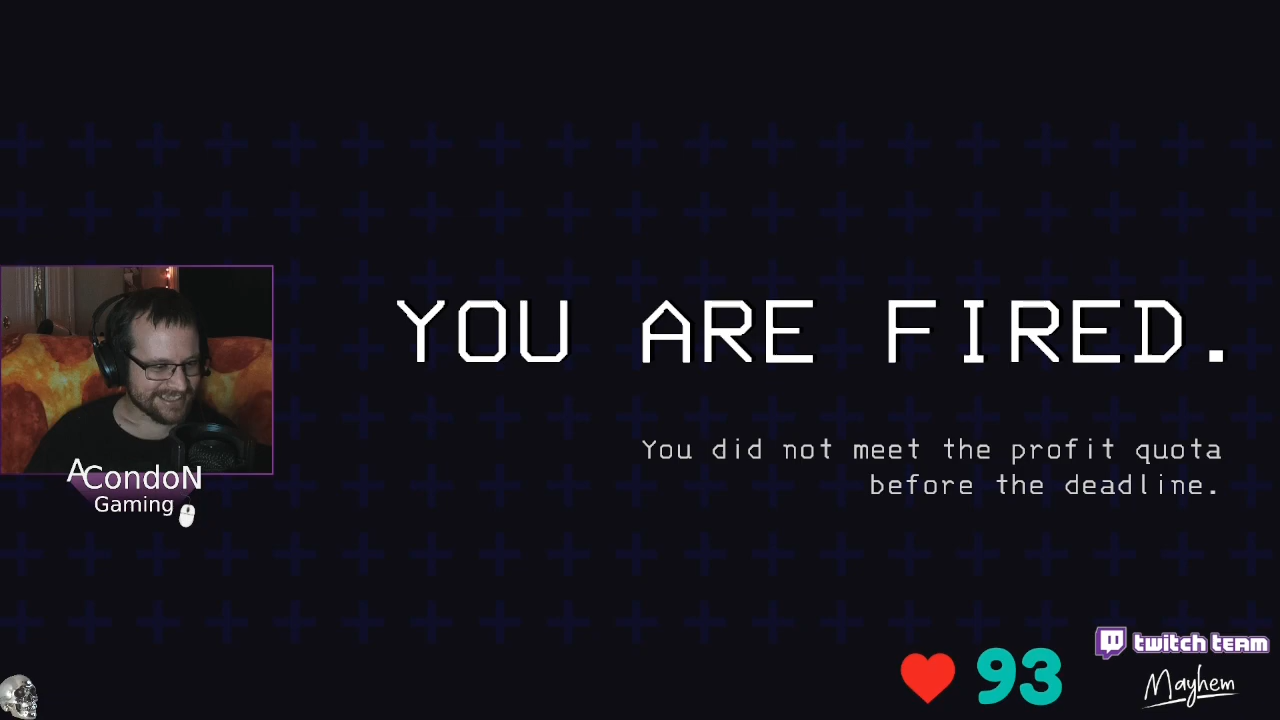 YOU ARE FIRED.
You did not meet the profit quota
before the deadline.
ACondoN
Gaming
93
twitch team
Mayhem